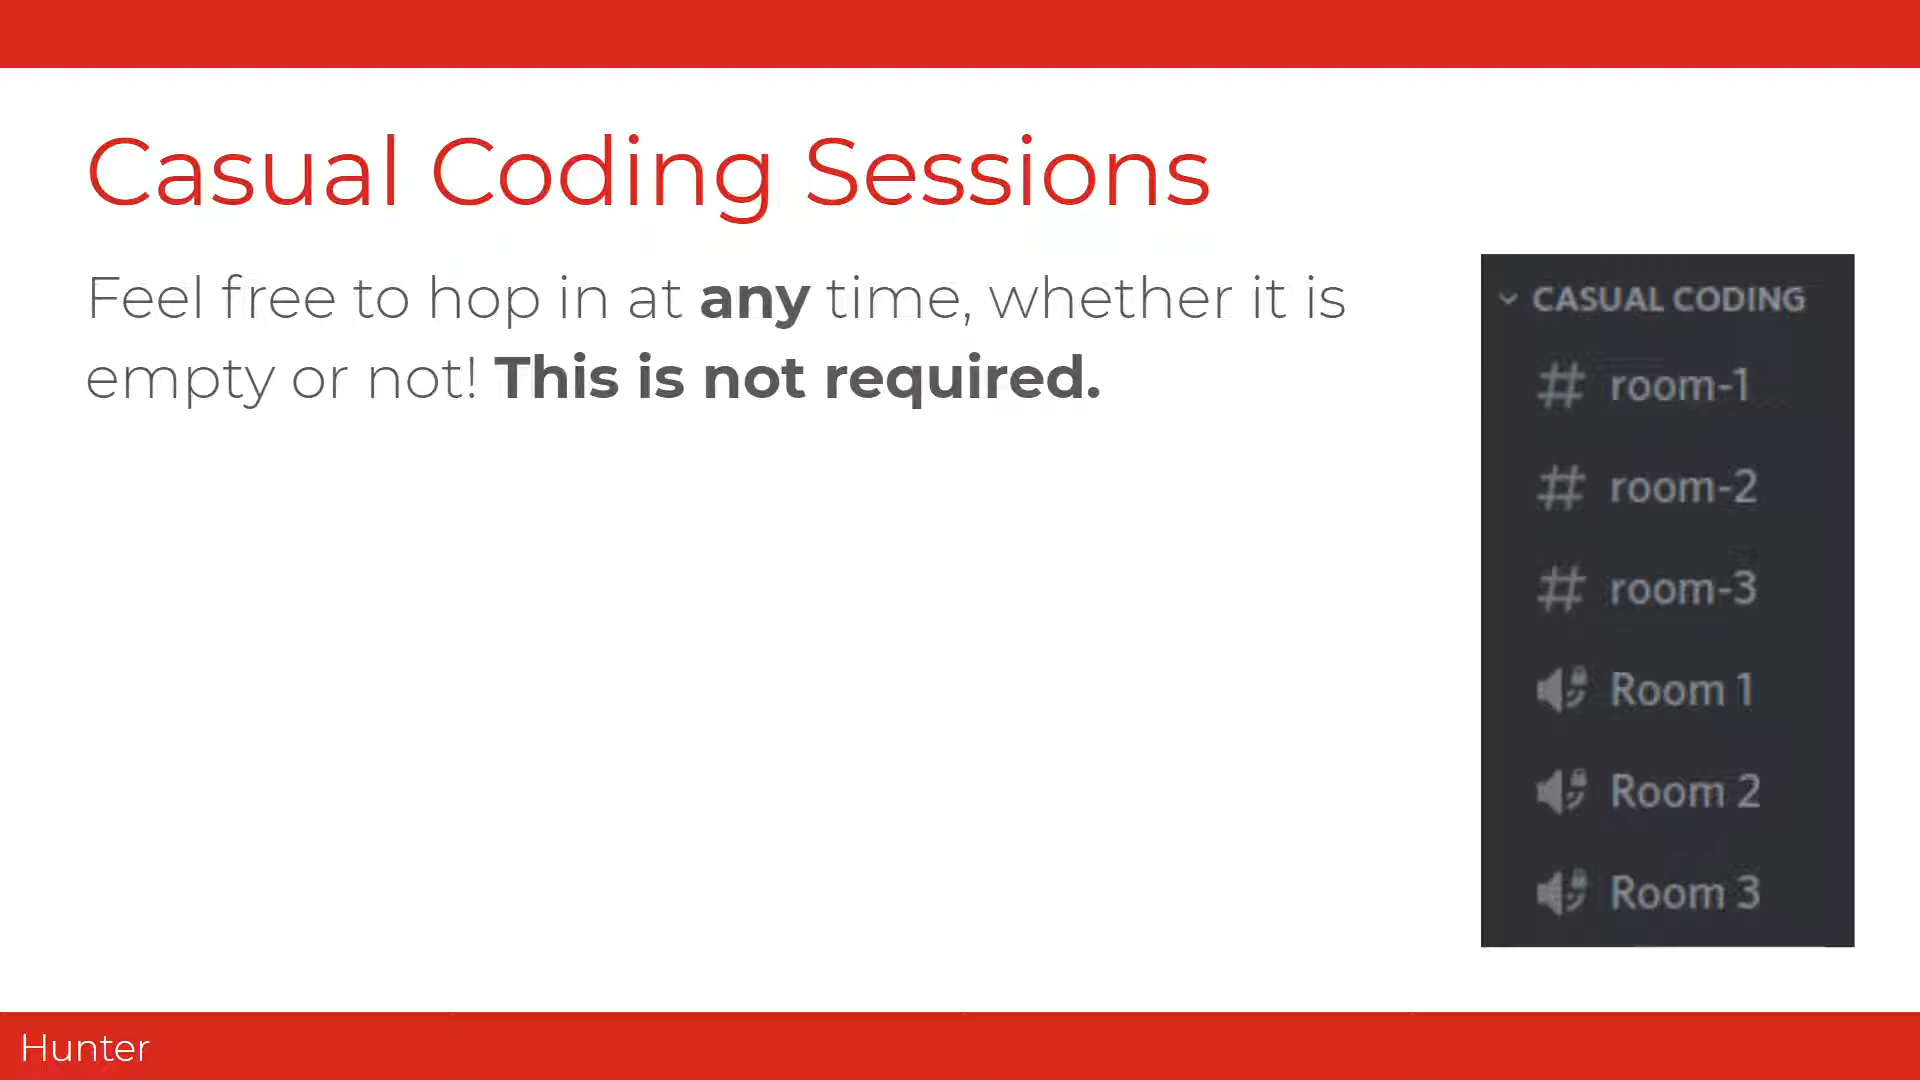 Casual Coding Sessions
Feel free to hop in at any time, whether it is
empty or not! This is not required.
CASUAL CODING
# room-1
# room-2
# room-3
Room 1
Room 2
Room 3
Hunter